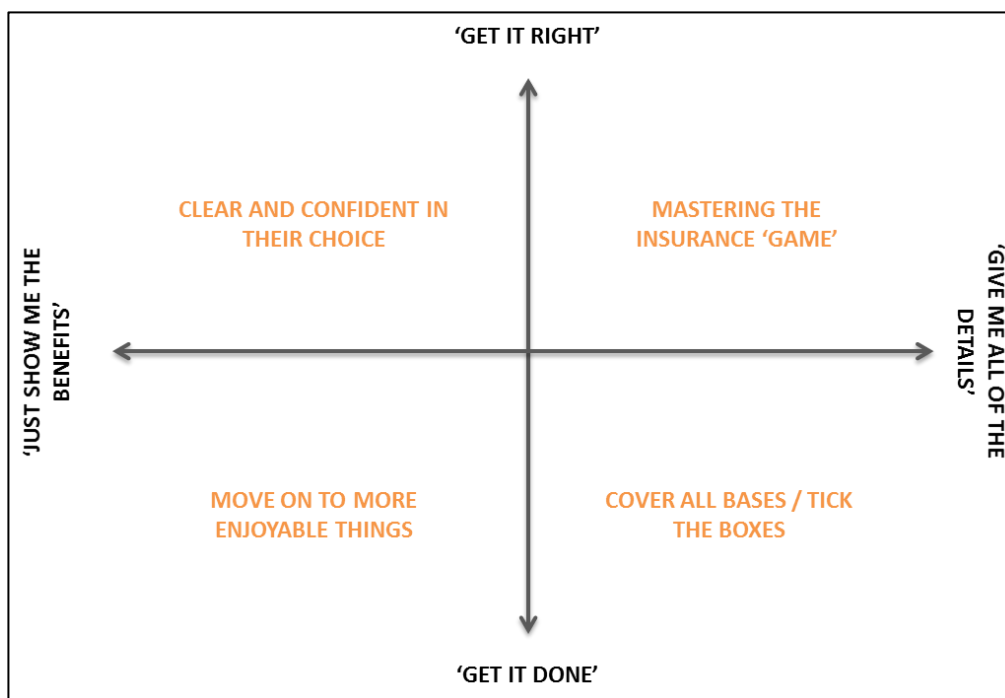 ‘GET IT RIGHT’
CLEAR AND CONFIDENT IN
THEIR CHOICE
MASTERING THE
INSURANCE ‘GAME’
‘JUST SHOW ME THE
BENEFITS’
‘GIVE ME ALL OF THE
DETAILS’
MOVE ON TO MORE
ENJOYABLE THINGS
COVER ALL BASES / TICK
THE BOXES
‘GET IT DONE’